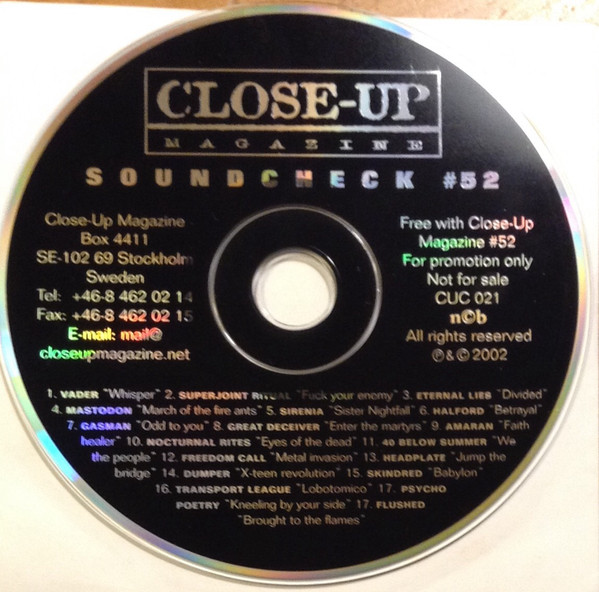 CLOSE-UP
MAGAZINE
SOUNDCHECK #52
Close-Up Magazine
Box 4411
SE-102 69 Stockholm
Sweden
Tel: +46-8 462 02 14
Fax: +46-8 462 02 15
E-mail: mail@
closeupmagazine.net
Free with Close-Up
Magazine #52
For promotion only
Not for sale
CUC 021
n©b
All rights reserved
℗ & © 2002
1. VADER "Whisper" 2. SUPERJOINT RITUAL "Fuck your enemy" 3. ETERNAL LIES "Divided"
4. MASTODON "March of the fire ants" 5. SIRENIA "Sister Nightfall" 6. HALFORD "Betrayal"
7. GASMAN "Odd to you" 8. GREAT DECEIVER "Enter the martyrs" 9. AMARAN "Faith
healer" 10. NOCTURNAL RITES "Eyes of the dead" 11. 40 BELOW SUMMER "We
the people" 12. FREEDOM CALL "Metal invasion" 13. HEADPLATE "Jump the
bridge" 14. DUMPER "X-teen revolution" 15. SKINDRED "Babylon"
16. TRANSPORT LEAGUE "Lobotomico" 17. PSYCHO
POETRY "Kneeling by your side" 17. FLUSHED
"Brought to the flames"